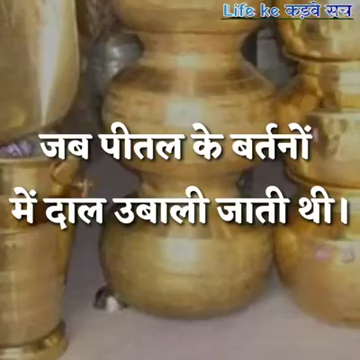 Life ke कड़वे सच
जब पीतल के बर्तनों
में दाल उबाली जाती थी।